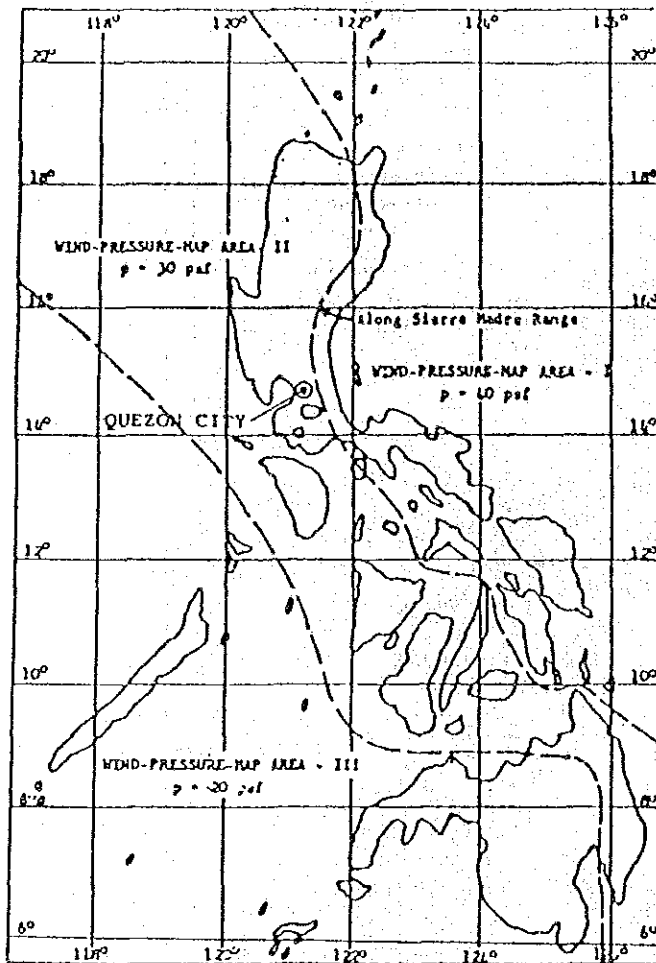 118° 120° 122° 124° 126°
20° 20°
18° 18°
WIND-PRESSURE-MAP AREA - II
p = 30 psf
16° 16°
Along Sierra Madre Range
WIND-PRESSURE-MAP AREA - I
p = 40 psf
QUEZON CITY
14° 14°
12° 12°
10° 10°
WIND-PRESSURE-MAP AREA - III
p = 20 psf
8° 8°
6° 6°
118° 120° 122° 124° 126°